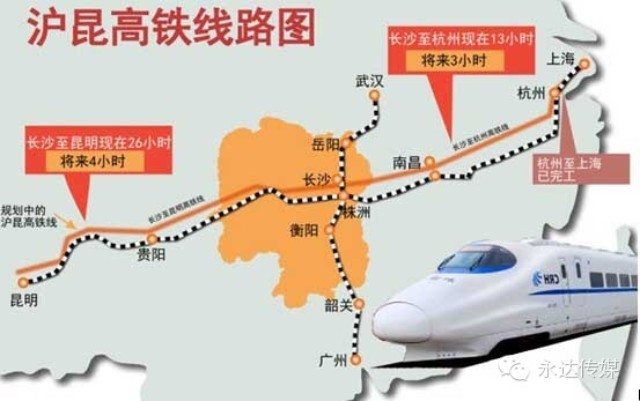 沪昆高铁线路图
长沙至杭州现在13小时
将来3小时
上海
武汉
杭州
长沙至昆明现在26小时
将来4小时
岳阳
长沙至杭州高铁线
南昌
杭州至上海
已完工
长沙
规划中的
沪昆高铁线
长沙至昆明高铁线
株洲
衡阳
贵阳
昆明
韶关
广州
CRH
永达传媒